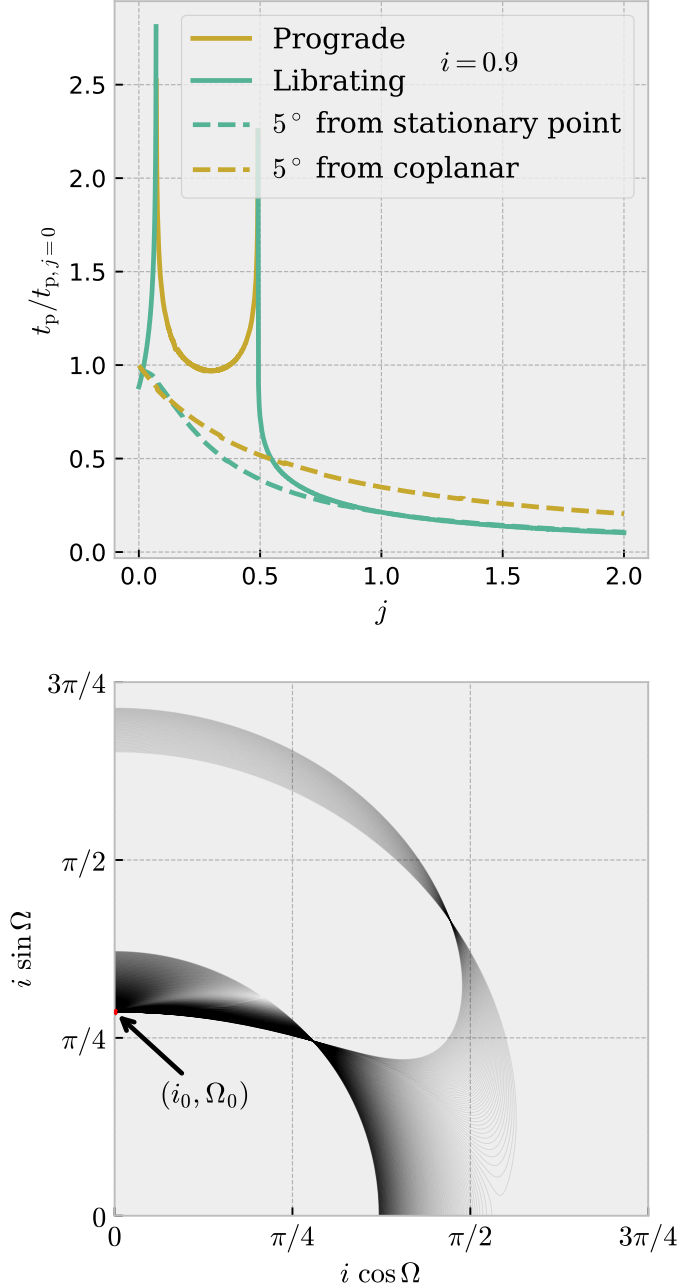 Prograde
i = 0.9
Librating
5° from stationary point
5° from coplanar
2.5
2.0
1.5
1.0
0.5
0.0
t_p/t_{p, j=0}
0.0 0.5 1.0 1.5 2.0
j
3π/4
π/2
π/4
0
i sin Ω
(i_0, Ω_0)
0 π/4 π/2 3π/4
i cos Ω